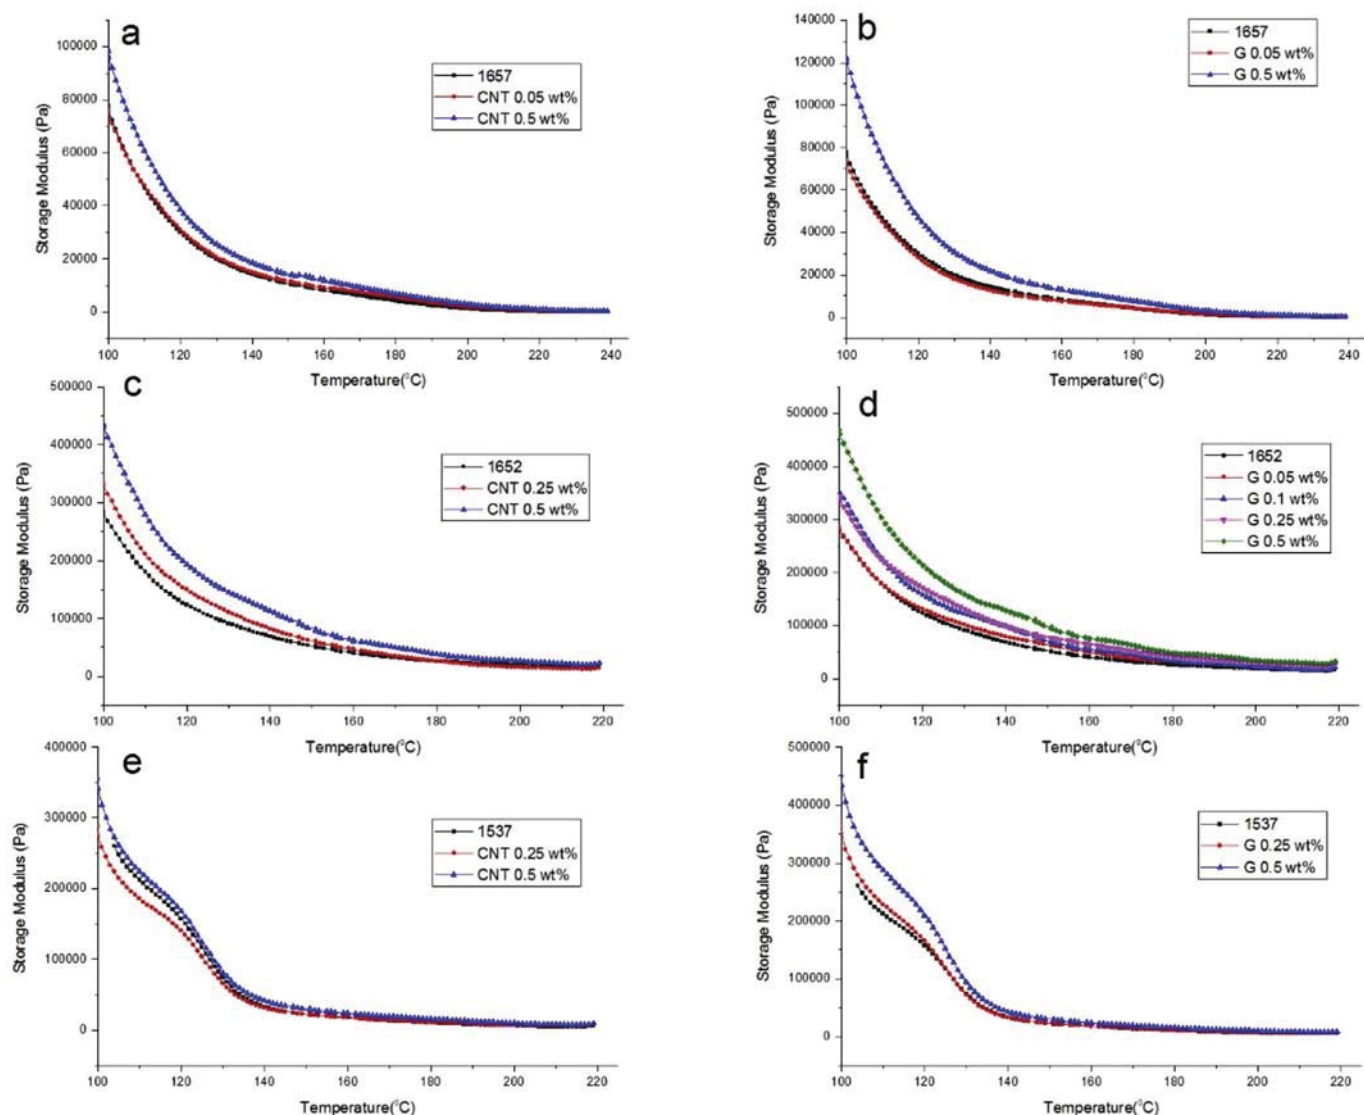 a
Storage Modulus (Pa)
100000
80000
60000
40000
20000
0
1657
CNT 0.05 wt%
CNT 0.5 wt%
100 120 140 160 180 200 220 240
Temperature(°C)
b
Storage Modulus (Pa)
140000
120000
100000
80000
60000
40000
20000
0
1657
G 0.05 wt%
G 0.5 wt%
100 120 140 160 180 200 220 240
Temperature(°C)
c
Storage Modulus (Pa)
500000
400000
300000
200000
100000
0
1652
CNT 0.25 wt%
CNT 0.5 wt%
100 120 140 160 180 200 220
Temperature(°C)
d
Storage Modulus (Pa)
500000
400000
300000
200000
100000
0
1652
G 0.05 wt%
G 0.1 wt%
G 0.25 wt%
G 0.5 wt%
100 120 140 160 180 200 220
Temperature(°C)
e
Storage Modulus (Pa)
400000
300000
200000
100000
0
1537
CNT 0.25 wt%
CNT 0.5 wt%
100 120 140 160 180 200 220
Temperature(°C)
f
Storage Modulus (Pa)
500000
400000
300000
200000
100000
0
1537
G 0.25 wt%
G 0.5 wt%
100 120 140 160 180 200 220
Temperature(°C)